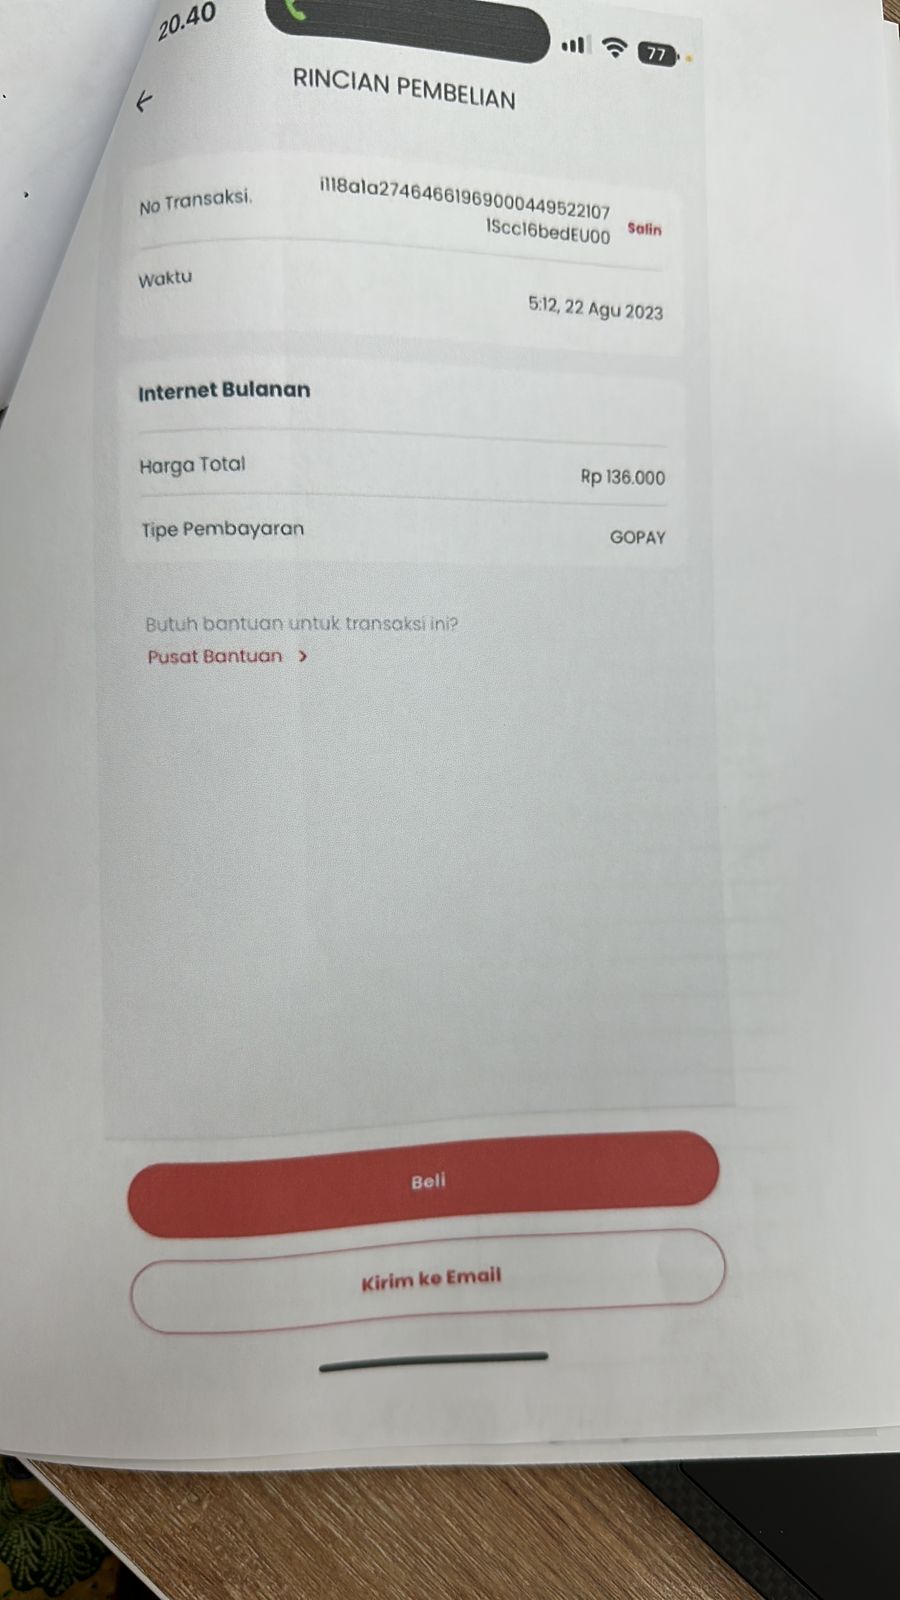 20.40
77
RINCIAN PEMBELIAN
No Transaksi.
i118a1a27464661969000449522107
1Scc16bedEU00
Salin
Waktu
5:12, 22 Agu 2023
Internet Bulanan
Harga Total
Rp 136.000
Tipe Pembayaran
GOPAY
Butuh bantuan untuk transaksi ini?
Pusat Bantuan >
Beli
Kirim ke Email